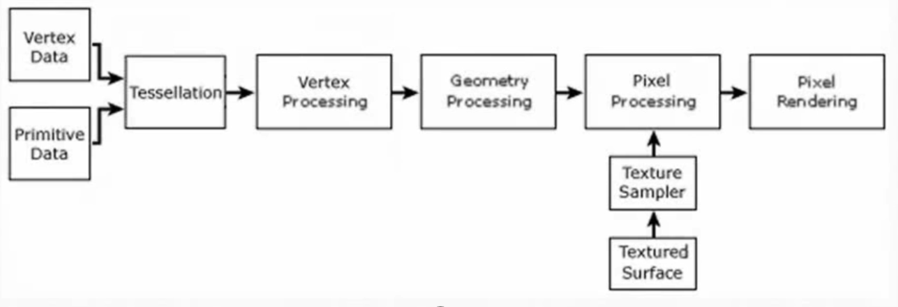 Vertex
Data
Primitive
Data
Tessellation
Vertex
Processing
Geometry
Processing
Pixel
Processing
Pixel
Rendering
Texture
Sampler
Textured
Surface